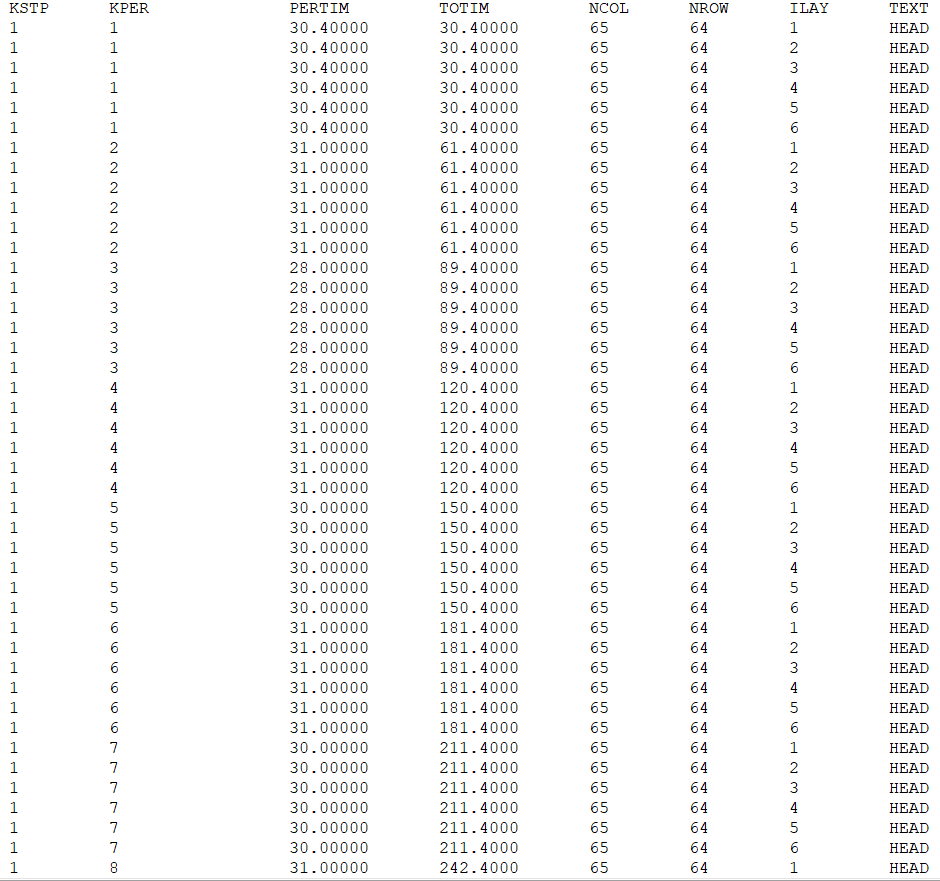 KSTP KPER PERTIM TOTIM NCOL NROW ILAY TEXT
1 1 30.40000 30.40000 65 64 1 HEAD
1 1 30.40000 30.40000 65 64 2 HEAD
1 1 30.40000 30.40000 65 64 3 HEAD
1 1 30.40000 30.40000 65 64 4 HEAD
1 1 30.40000 30.40000 65 64 5 HEAD
1 1 30.40000 30.40000 65 64 6 HEAD
1 2 31.00000 61.40000 65 64 1 HEAD
1 2 31.00000 61.40000 65 64 2 HEAD
1 2 31.00000 61.40000 65 64 3 HEAD
1 2 31.00000 61.40000 65 64 4 HEAD
1 2 31.00000 61.40000 65 64 5 HEAD
1 2 31.00000 61.40000 65 64 6 HEAD
1 3 28.00000 89.40000 65 64 1 HEAD
1 3 28.00000 89.40000 65 64 2 HEAD
1 3 28.00000 89.40000 65 64 3 HEAD
1 3 28.00000 89.40000 65 64 4 HEAD
1 3 28.00000 89.40000 65 64 5 HEAD
1 3 28.00000 89.40000 65 64 6 HEAD
1 4 31.00000 120.4000 65 64 1 HEAD
1 4 31.00000 120.4000 65 64 2 HEAD
1 4 31.00000 120.4000 65 64 3 HEAD
1 4 31.00000 120.4000 65 64 4 HEAD
1 4 31.00000 120.4000 65 64 5 HEAD
1 4 31.00000 120.4000 65 64 6 HEAD
1 5 30.00000 150.4000 65 64 1 HEAD
1 5 30.00000 150.4000 65 64 2 HEAD
1 5 30.00000 150.4000 65 64 3 HEAD
1 5 30.00000 150.4000 65 64 4 HEAD
1 5 30.00000 150.4000 65 64 5 HEAD
1 5 30.00000 150.4000 65 64 6 HEAD
1 6 31.00000 181.4000 65 64 1 HEAD
1 6 31.00000 181.4000 65 64 2 HEAD
1 6 31.00000 181.4000 65 64 3 HEAD
1 6 31.00000 181.4000 65 64 4 HEAD
1 6 31.00000 181.4000 65 64 5 HEAD
1 6 31.00000 181.4000 65 64 6 HEAD
1 7 30.00000 211.4000 65 64 1 HEAD
1 7 30.00000 211.4000 65 64 2 HEAD
1 7 30.00000 211.4000 65 64 3 HEAD
1 7 30.00000 211.4000 65 64 4 HEAD
1 7 30.00000 211.4000 65 64 5 HEAD
1 7 30.00000 211.4000 65 64 6 HEAD
1 8 31.00000 242.4000 65 64 1 HEAD